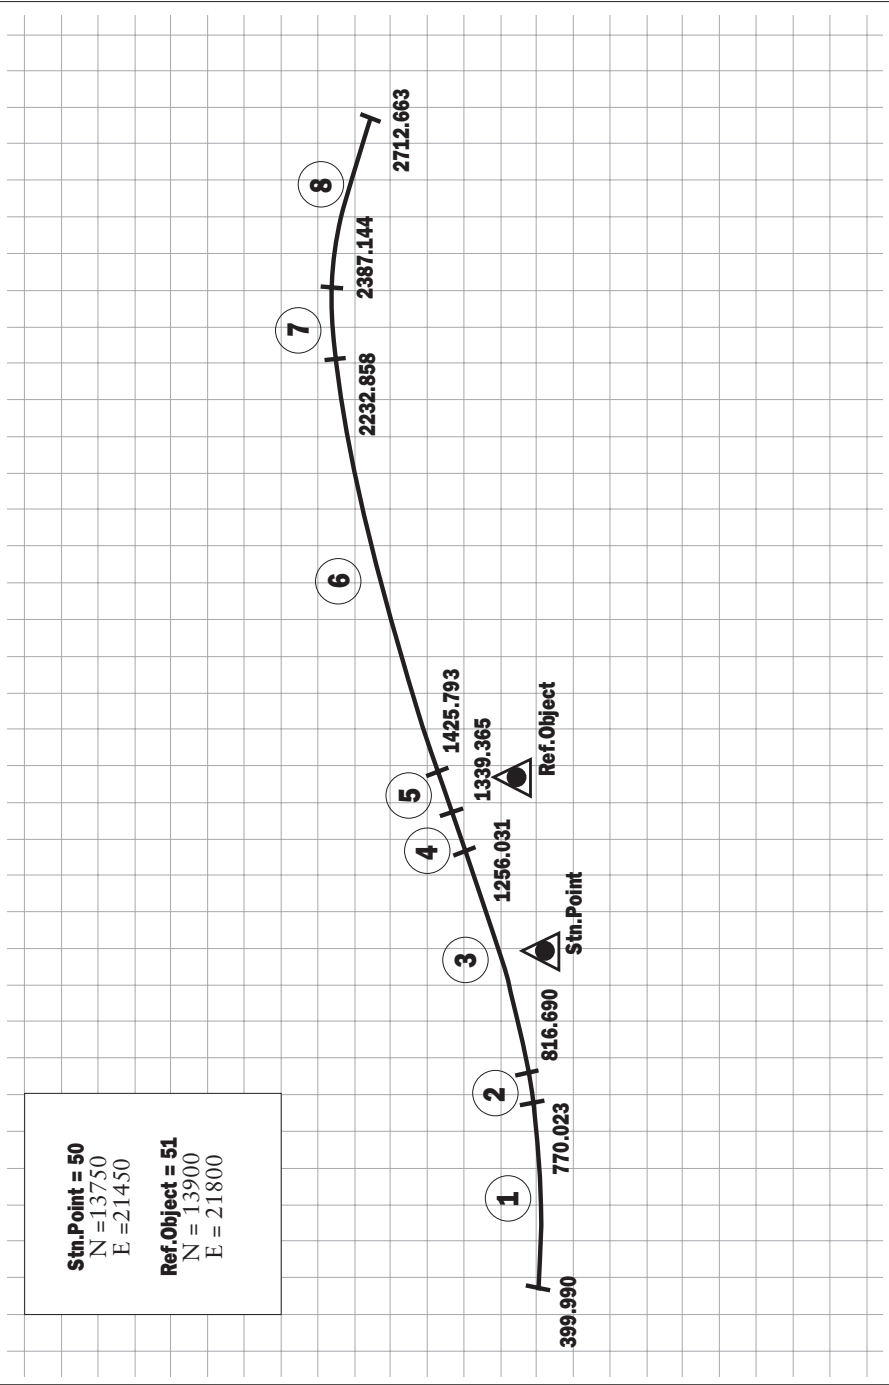 Stn.Point = 50
N =13750
E =21450
Ref.Object = 51
N = 13900
E = 21800
399.990
1
770.023
2
816.690
3
Stn.Point
1256.031
4
1339.365
Ref.Object
5
1425.793
6
2232.858
7
2387.144
8
2712.663